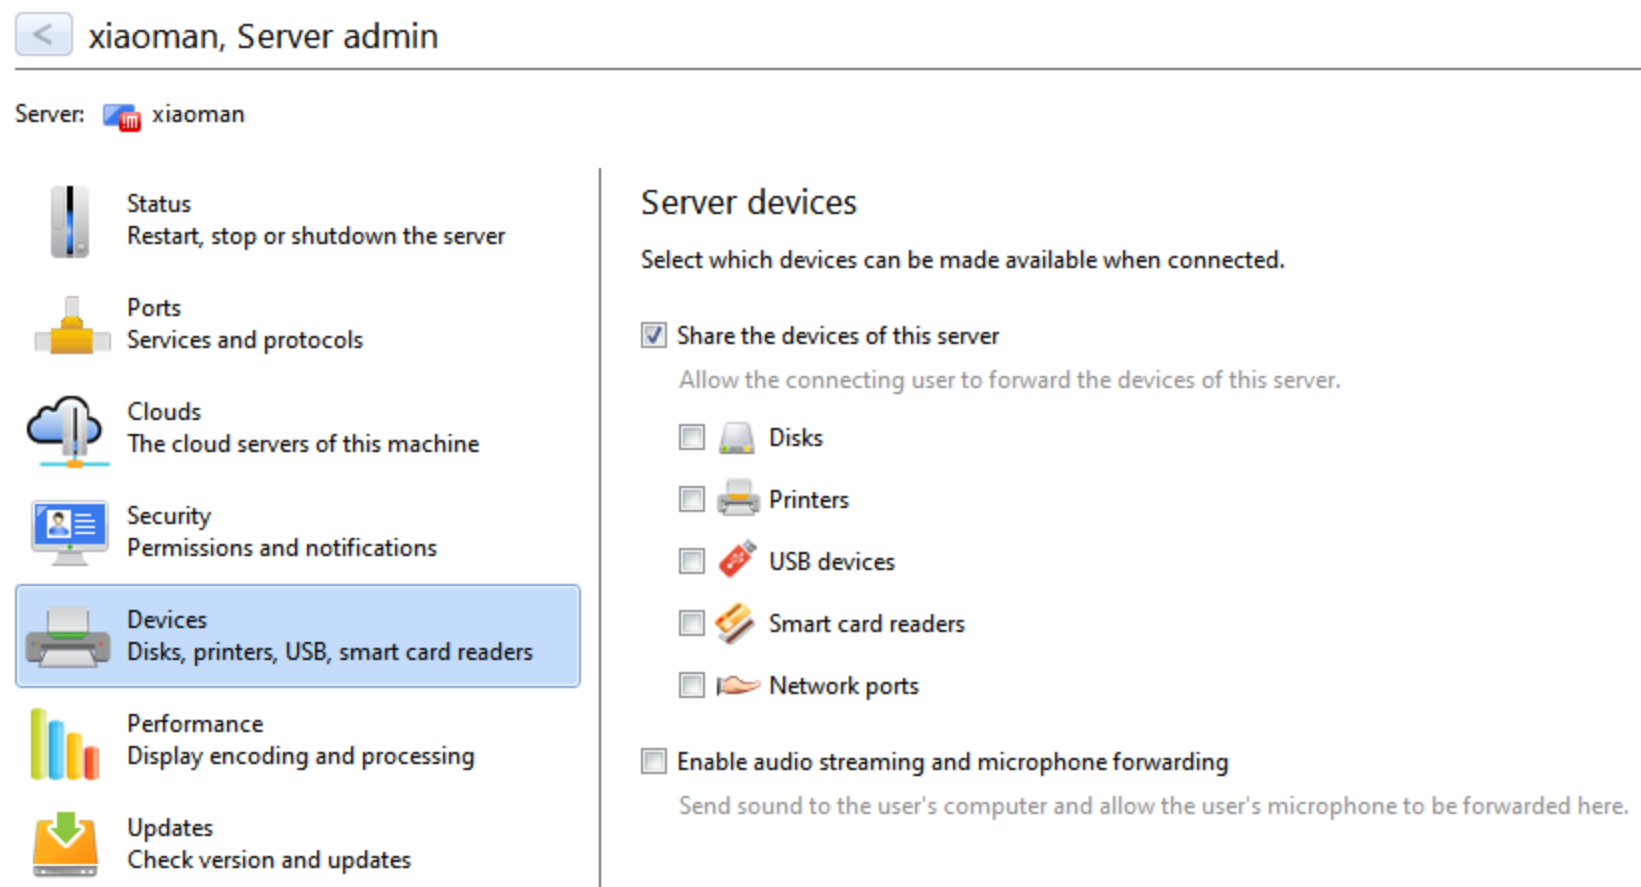 <
xiaoman, Server admin
Server: !M xiaoman
Status
Restart, stop or shutdown the server
Ports
Services and protocols
Clouds
The cloud servers of this machine
Security
Permissions and notifications
Devices
Disks, printers, USB, smart card readers
Performance
Display encoding and processing
Updates
Check version and updates
Server devices
Select which devices can be made available when connected.
Share the devices of this server
Allow the connecting user to forward the devices of this server.
Disks
Printers
USB devices
Smart card readers
Network ports
Enable audio streaming and microphone forwarding
Send sound to the user's computer and allow the user's microphone to be forwarded here.